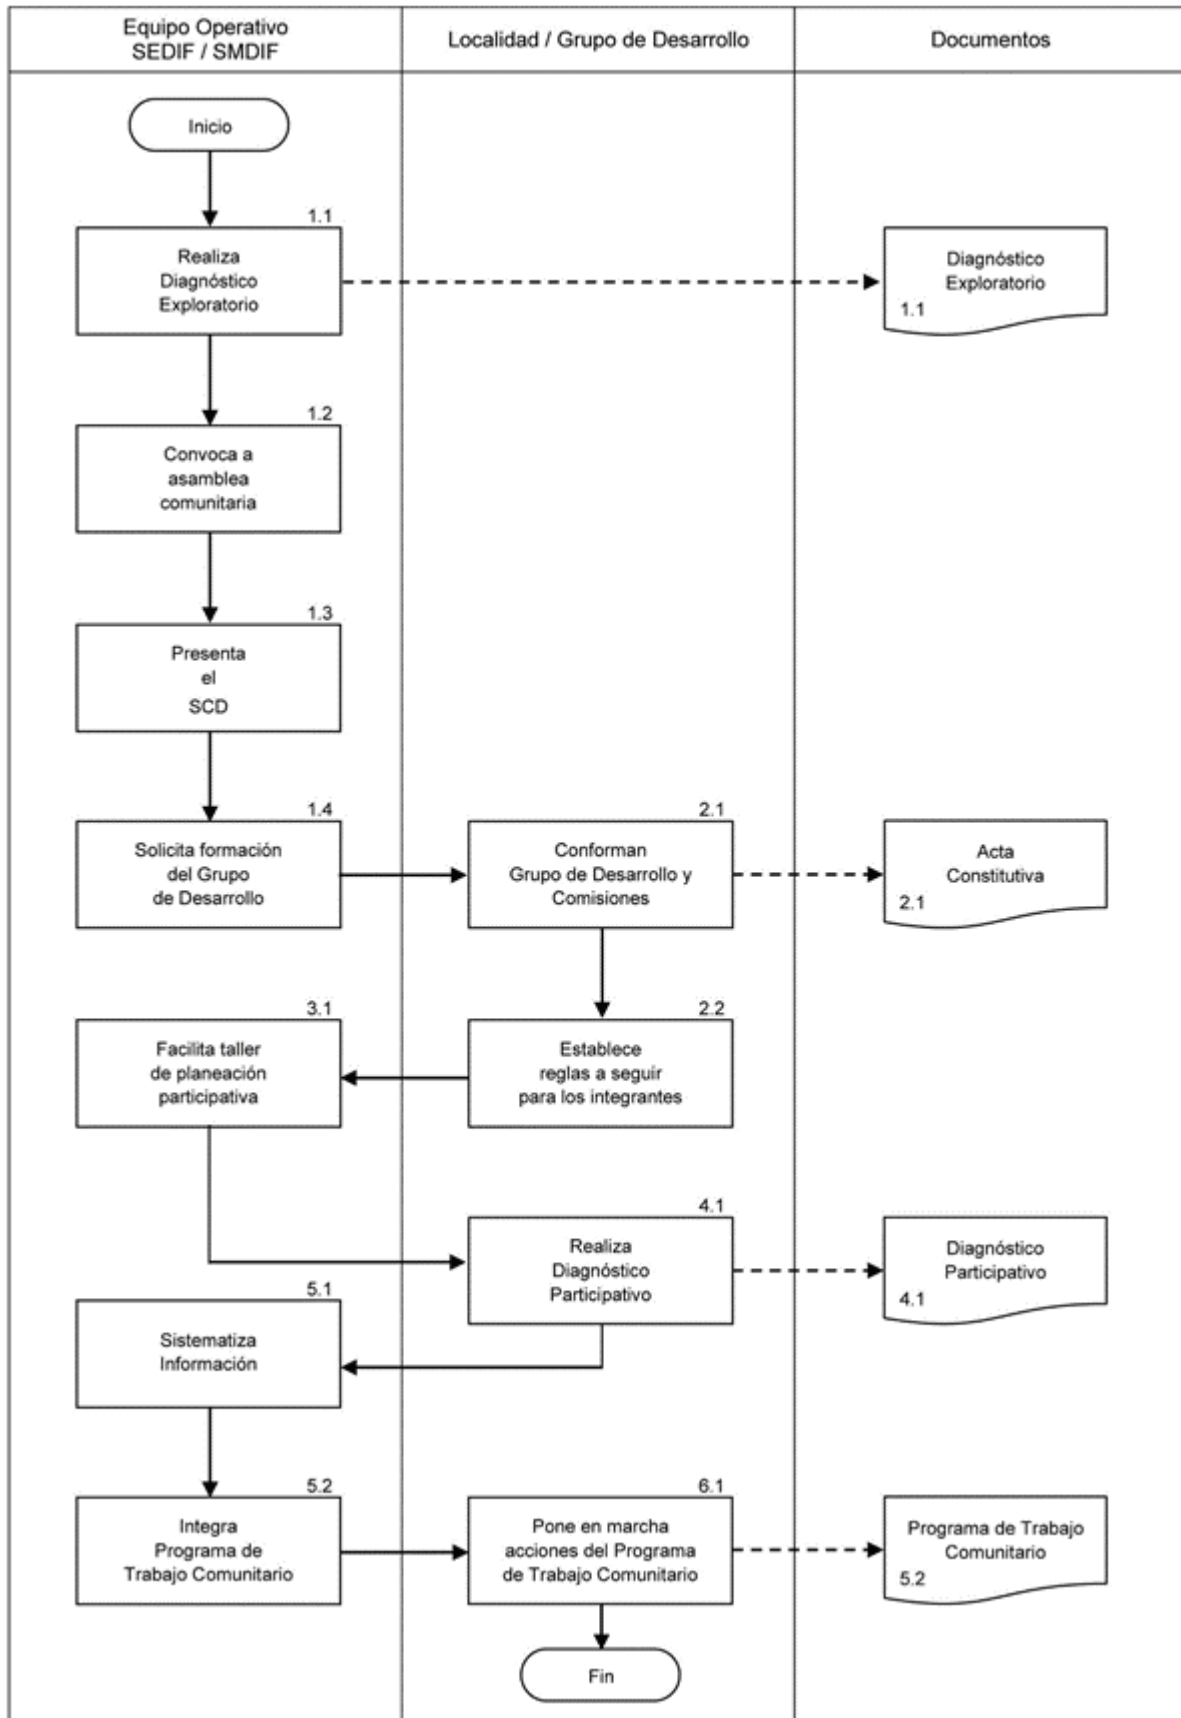 Equipo Operativo
SEDIF / SMDIF
Localidad / Grupo de Desarrollo
Documentos
Inicio
1.1
Realiza
Diagnóstico
Exploratorio
Diagnóstico
Exploratorio
1.1
1.2
Convoca a
asamblea
comunitaria
1.3
Presenta
el
SCD
1.4
Solicita formación
del Grupo
de Desarrollo
2.1
Conforman
Grupo de Desarrollo y
Comisiones
Acta
Constitutiva
2.1
3.1
Facilita taller
de planeación
participativa
2.2
Establece
reglas a seguir
para los integrantes
4.1
Realiza
Diagnóstico
Participativo
Diagnóstico
Participativo
4.1
5.1
Sistematiza
Información
5.2
Integra
Programa de
Trabajo Comunitario
6.1
Pone en marcha
acciones del Programa
de Trabajo Comunitario
Programa de Trabajo
Comunitario
5.2
Fin